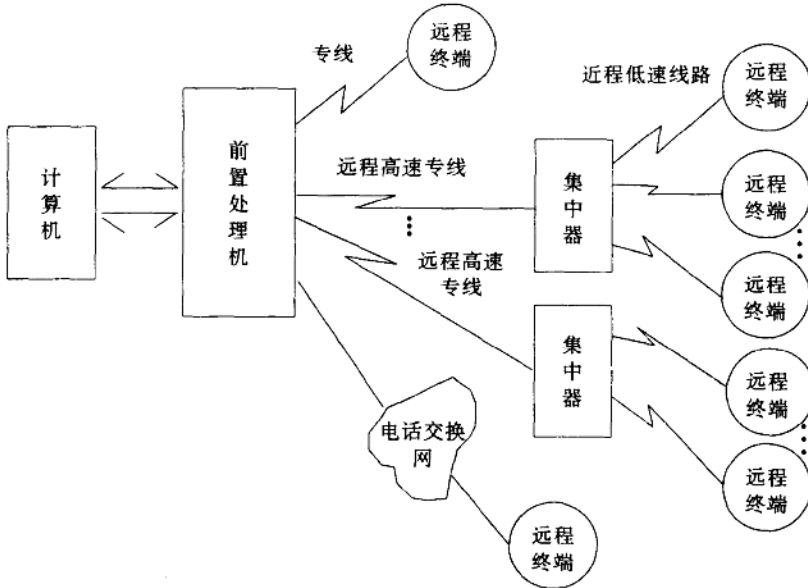 远程
终端
专线
近程低速线路
远程
终端
计算机
前置处理机
远程高速专线
集中器
远程
终端
远程高速
专线
远程
终端
集中器
远程
终端
电话交换
网
远程
终端
远程
终端